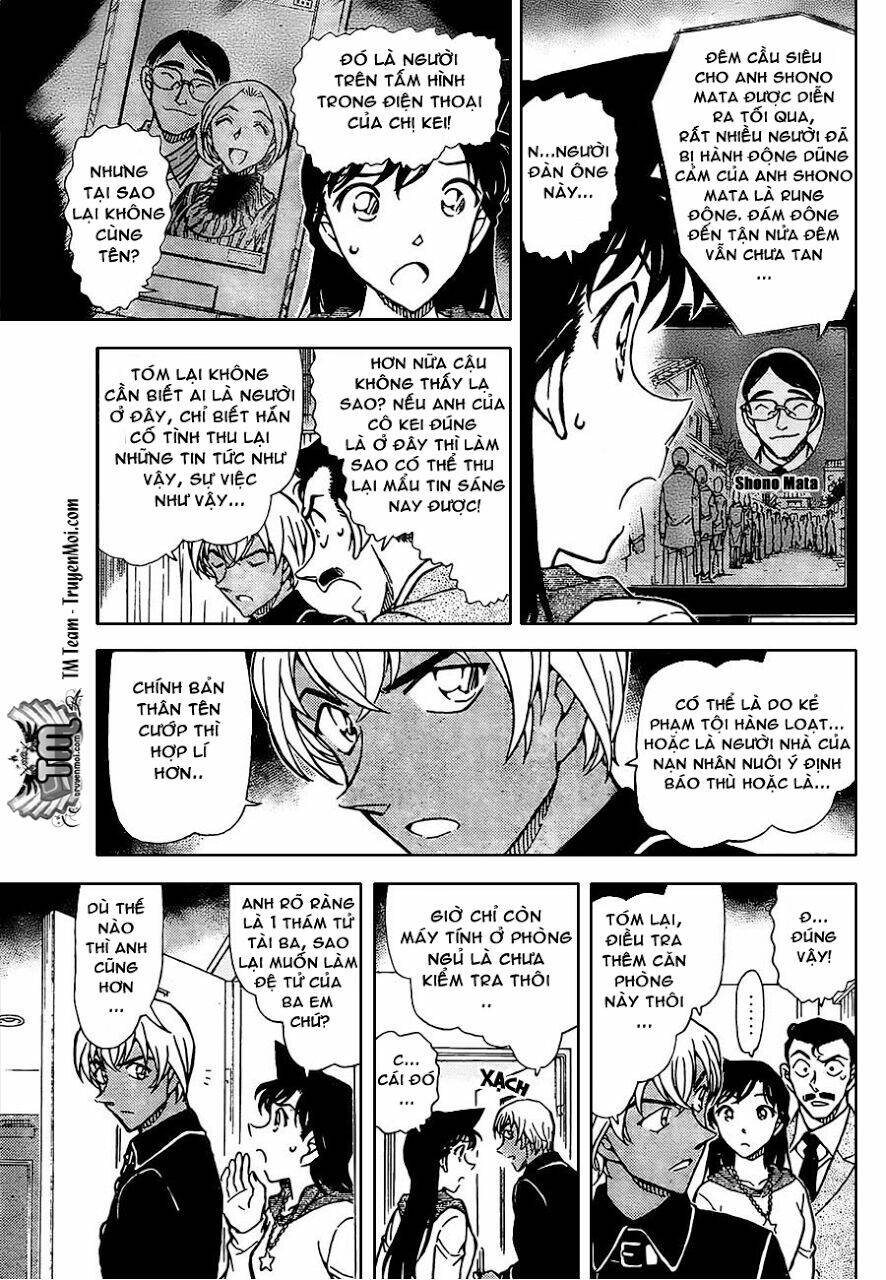 ĐÊM CẦU SIÊU
CHO ANH SHONO
MATA ĐƯỢC DIỄN
RA TỐI QUA,
RẤT NHIỀU NGƯỜI ĐÃ
BỊ HÀNH ĐỘNG DŨNG
CẢM CỦA ANH SHONO
MATA LÀ RUNG
ĐỘNG. ĐÁM ĐÔNG
ĐẾN TẬN NỬA ĐÊM
VẪN CHƯA TAN
...
N...NGƯỜI
ĐÀN ÔNG
NÀY...
Shono Mata
ĐÓ LÀ NGƯỜI
TRÊN TẤM HÌNH
TRONG ĐIỆN THOẠI
CỦA CHỊ KEI!
NHƯNG
TẠI SAO
LẠI KHÔNG
CÙNG
TÊN?
HƠN NỮA CẬU
KHÔNG THẤY LẠ
SAO? NẾU ANH CỦA
CÔ KEI ĐÚNG
LÀ Ở ĐÂY THÌ LÀM
SAO CÓ THỂ THU
LẠI MẨU TIN SÁNG
NAY ĐƯỢC!
TÓM LẠI KHÔNG
CẦN BIẾT AI LÀ NGƯỜI
Ở ĐÂY, CHỈ BIẾT HẮN
CỐ TÌNH THU LẠI
NHỮNG TIN TỨC NHƯ
VẬY, SỰ VIỆC
NHƯ VẬY...
TM Team - TruyenMoi.com
TM
truyenmoi.com
CÓ THỂ LÀ DO KẺ
PHẠM TỘI HÀNG LOẠT...
HOẶC LÀ NGƯỜI NHÀ CỦA
NẠN NHÂN NUÔI Ý ĐỊNH
BÁO THÙ HOẶC LÀ...
CHÍNH BẢN
THÂN TÊN
CƯỚP THÌ
HỢP LÍ
HƠN..
Đ...
ĐÚNG
VẬY!
......
TÓM LẠI,
ĐIỀU TRA
THÊM CĂN
PHÒNG
NÀY THÔI
...
GIỜ CHỈ CÒN
MÁY TÍNH Ở PHÒNG
NGỦ LÀ CHƯA
KIỂM TRA THÔI
..
C...
CÁI ĐÓ
...
XẠCH
ANH RÕ RÀNG
LÀ 1 THÁM TỬ
TÀI BA, SAO
LẠI MUỐN LÀM
ĐỆ TỬ CỦA
BA EM
CHỨ?
DÙ THẾ
NÀO
THÌ ANH
CŨNG
HƠN
...